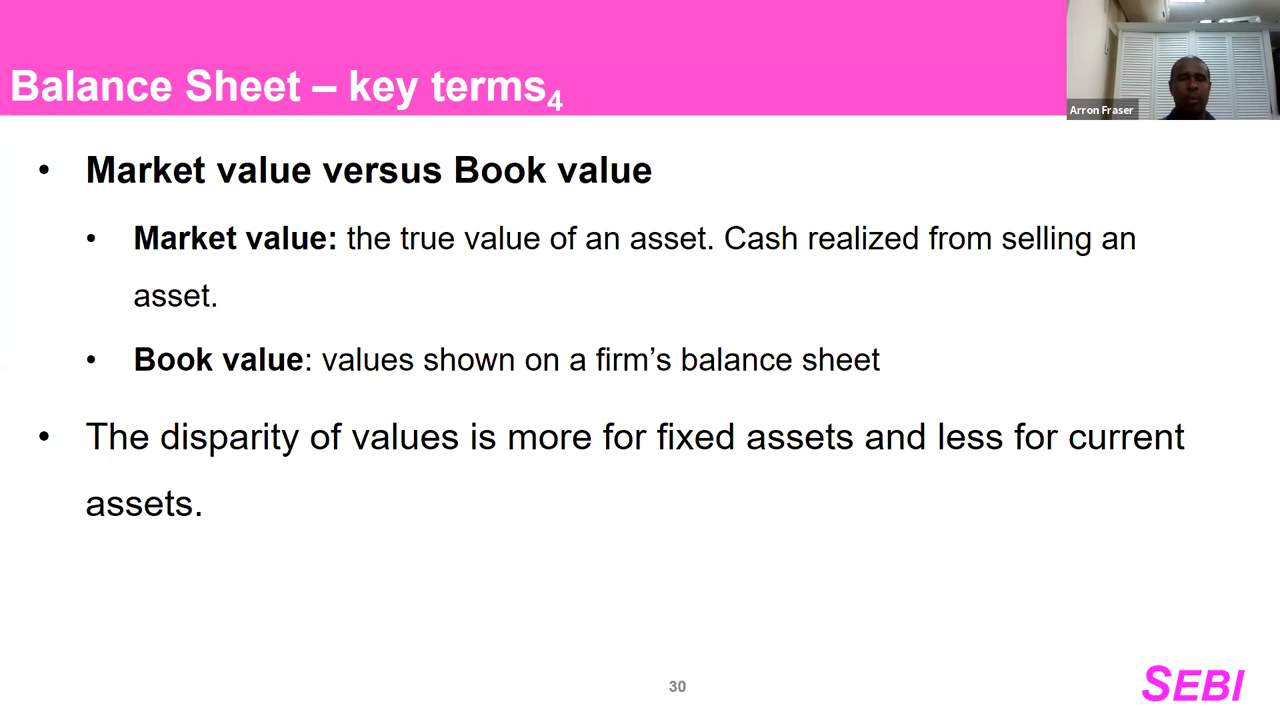 Balance Sheet – key terms4
Arron Fraser
• Market value versus Book value
• Market value: the true value of an asset. Cash realized from selling an
asset.
• Book value: values shown on a firm’s balance sheet
• The disparity of values is more for fixed assets and less for current
assets.
30
SEBI